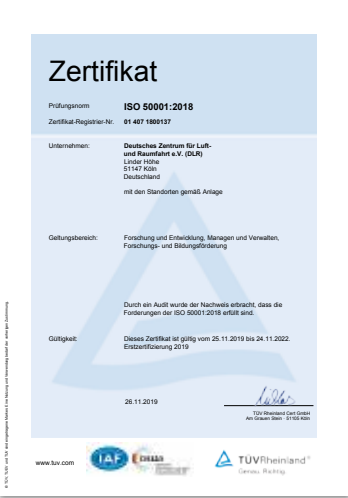 Zertifikat
Prüfungsnorm ISO 50001:2018
Zertifikat-Registrier-Nr. 01 407 1800137
Unternehmen: Deutsches Zentrum für Luft-
und Raumfahrt e.V. (DLR)
Linder Höhe
51147 Köln
Deutschland
mit den Standorten gemäß Anlage
Geltungsbereich: Forschung und Entwicklung, Managen und Verwalten,
Forschungs- und Bildungsförderung
Durch ein Audit wurde der Nachweis erbracht, dass die
Forderungen der ISO 50001:2018 erfüllt sind.
Gültigkeit: Dieses Zertifikat ist gültig vom 25.11.2019 bis 24.11.2022.
Erstzertifizierung 2019
26.11.2019
TÜV Rheinland Cert GmbH
Am Grauen Stein · 51105 Köln
www.tuv.com
IAF
TÜVRheinland®
Genau. Richtig.